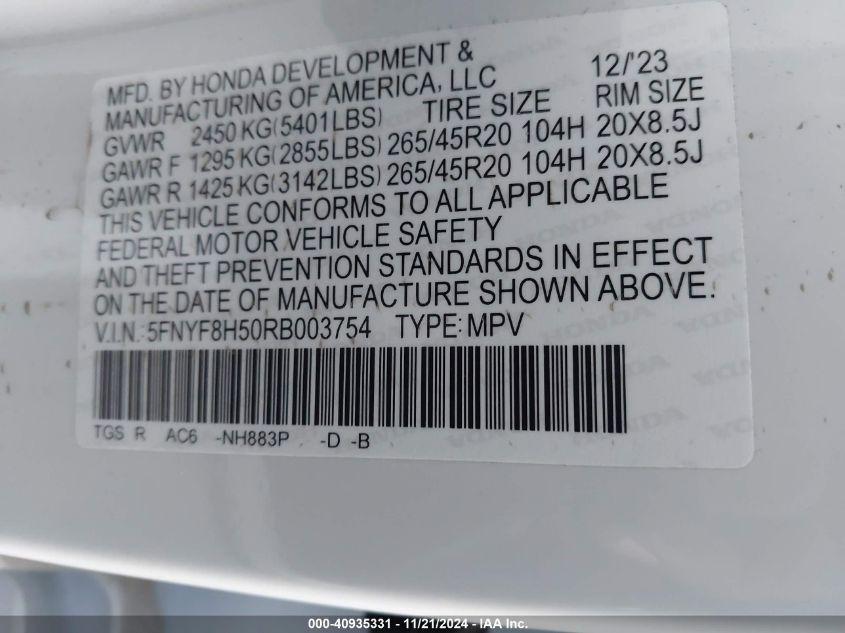 MFD. BY HONDA DEVELOPMENT &
MANUFACTURING OF AMERICA, LLC 12/'23
GVWR 2450 KG(5401LBS) TIRE SIZE RIM SIZE
GAWR F 1295 KG(2855LBS) 265/45R20 104H 20X8.5J
GAWR R 1425 KG(3142LBS) 265/45R20 104H 20X8.5J
THIS VEHICLE CONFORMS TO ALL APPLICABLE
FEDERAL MOTOR VEHICLE SAFETY
AND THEFT PREVENTION STANDARDS IN EFFECT
ON THE DATE OF MANUFACTURE SHOWN ABOVE.
V.I.N.: 5FNYF8H50RB003754 TYPE: MPV
TGS R AC6 -NH883P -D -B
000-40935331 - 11/21/2024 - IAA Inc.